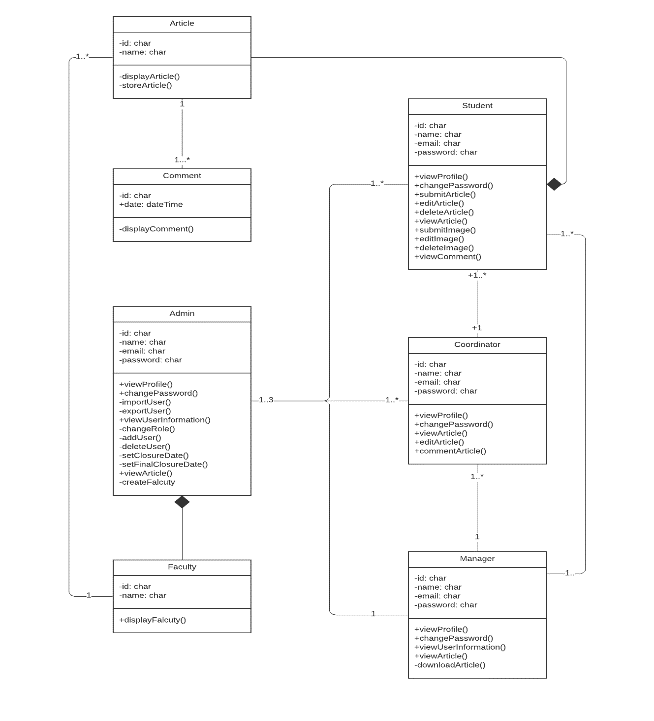 Article
-id: char
-name: char
-displayArticle()
-storeArticle()
1..*
1
1...*
Comment
-id: char
+date: dateTime
-displayComment()
Student
-id: char
-name: char
-email: char
-password: char
+viewProfile()
+changePassword()
+submitArticle()
+editArticle()
+deleteArticle()
+viewArticle()
+submitImage()
+editImage()
+deleteImage()
+viewComment()
1..*
1..*
+1..*
+1
Admin
-id: char
-name: char
-email: char
-password: char
+viewProfile()
+changePassword()
-importUser()
-exportUser()
+viewUserInformation()
-changeRole()
-addUser()
-deleteUser()
-setClosureDate()
-setFinalClosureDate()
+viewArticle()
-createFalcuty
1..3
1..*
Coordinator
-id: char
-name: char
-email: char
-password: char
+viewProfile()
+changePassword()
+viewArticle()
+editArticle()
+commentArticle()
1..*
1
Faculty
-id: char
-name: char
+displayFalcuty()
1
Manager
-id: char
-name: char
-email: char
-password: char
+viewProfile()
+changePassword()
+viewUserInformation()
+viewArticle()
-downloadArticle()
1
1..